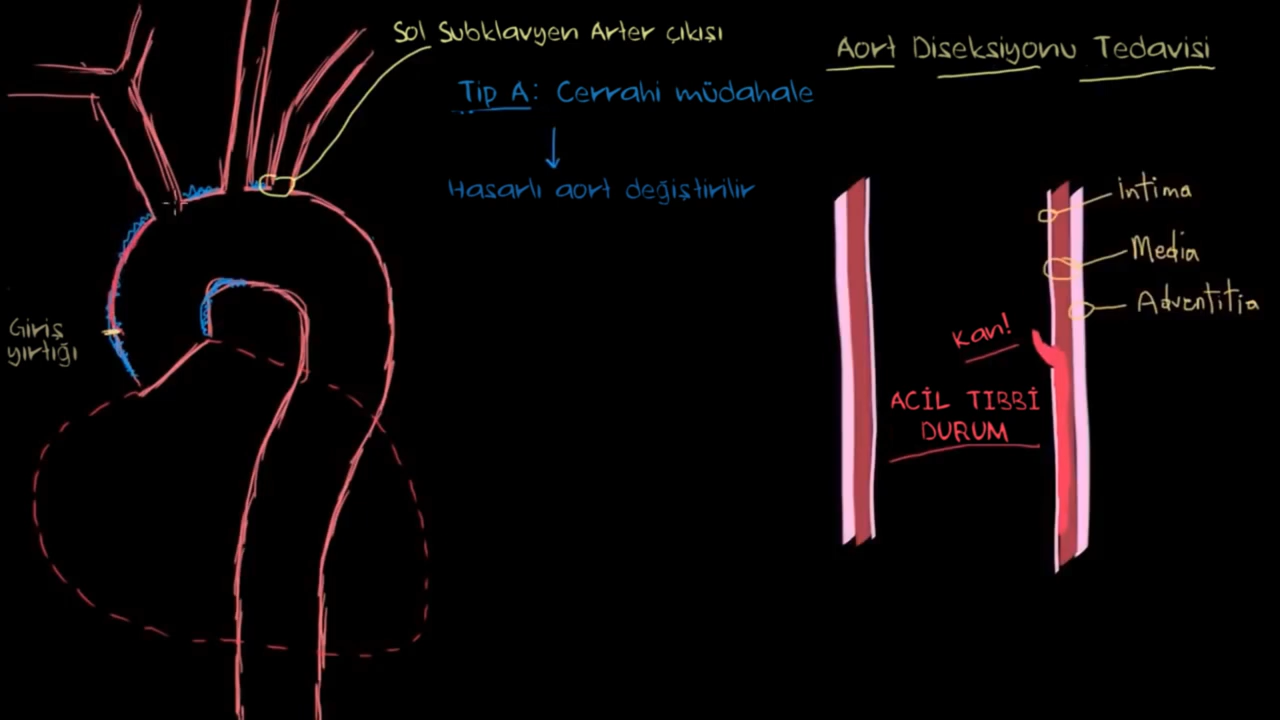 Sol Subklavyen Arter çıkışı
Aort Diseksiyonu Tedavisi
Tip A: Cerrahi müdahale
Hasarlı aort değiştirilir
İntima
Media
Adventitia
Giriş
yırtığı
Kan!
ACİL TIBBİ
DURUM